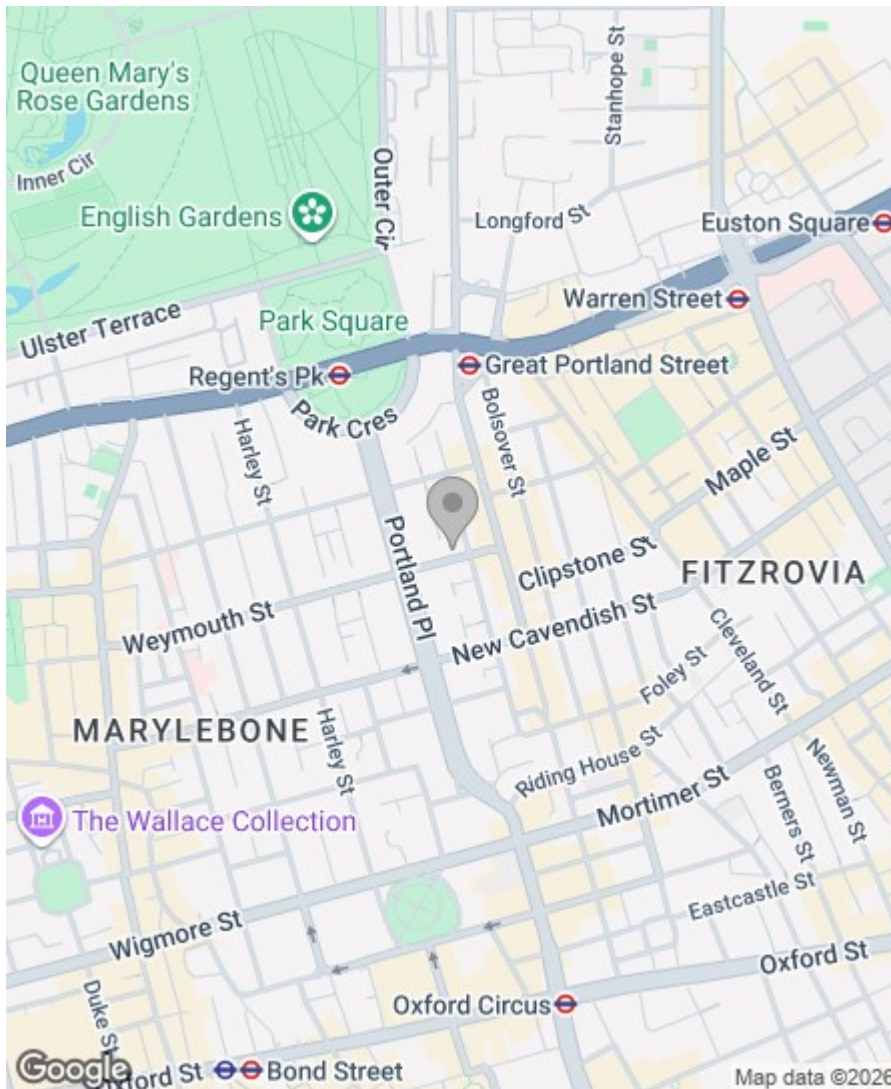 Queen Mary's
Rose Gardens
Inner Cir
Outer Cir
Stanhope St
English Gardens
Longford St
Euston Square
Ulster Terrace
Warren Street
Park Square
Regent's Pk
Great Portland Street
Park Cres
Bolsover St
Harley St
Maple St
Portland Pl
Clipstone St
FITZROVIA
Weymouth St
New Cavendish St
Cleveland St
Foley St
MARYLEBONE
Harley St
Riding House St
Newman St
Mortimer St
Berners St
The Wallace Collection
Eastcastle St
Wigmore St
Oxford St
Duke St
Oxford Circus
Google
Oxford St
Bond Street
Map data ©2026